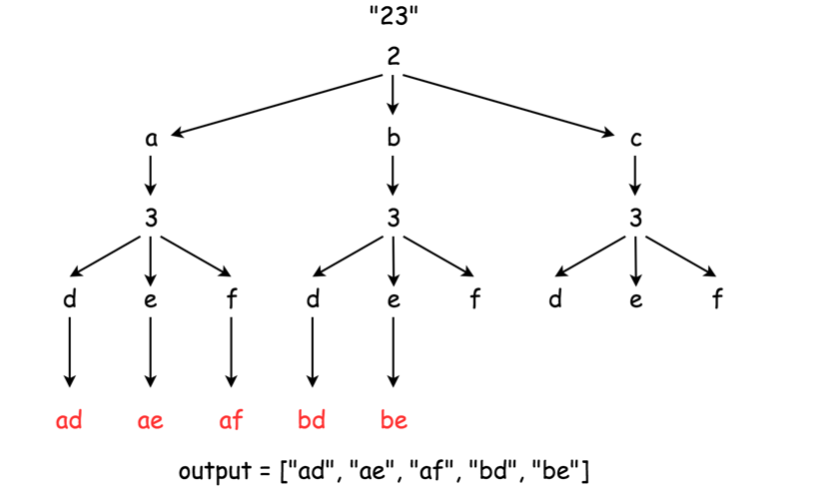 "23"
2
a b c
3 3 3
d e f d e f d e f
ad ae af bd be
output = ["ad", "ae", "af", "bd", "be"]